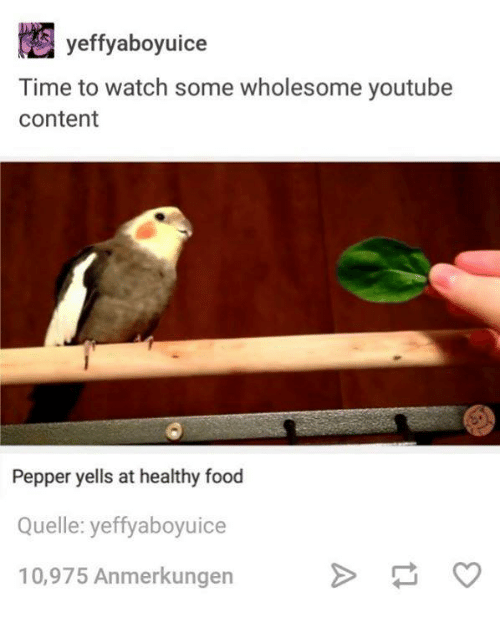 yeffyaboyuice
Time to watch some wholesome youtube
content
Pepper yells at healthy food
Quelle: yeffyaboyuice
10,975 Anmerkungen